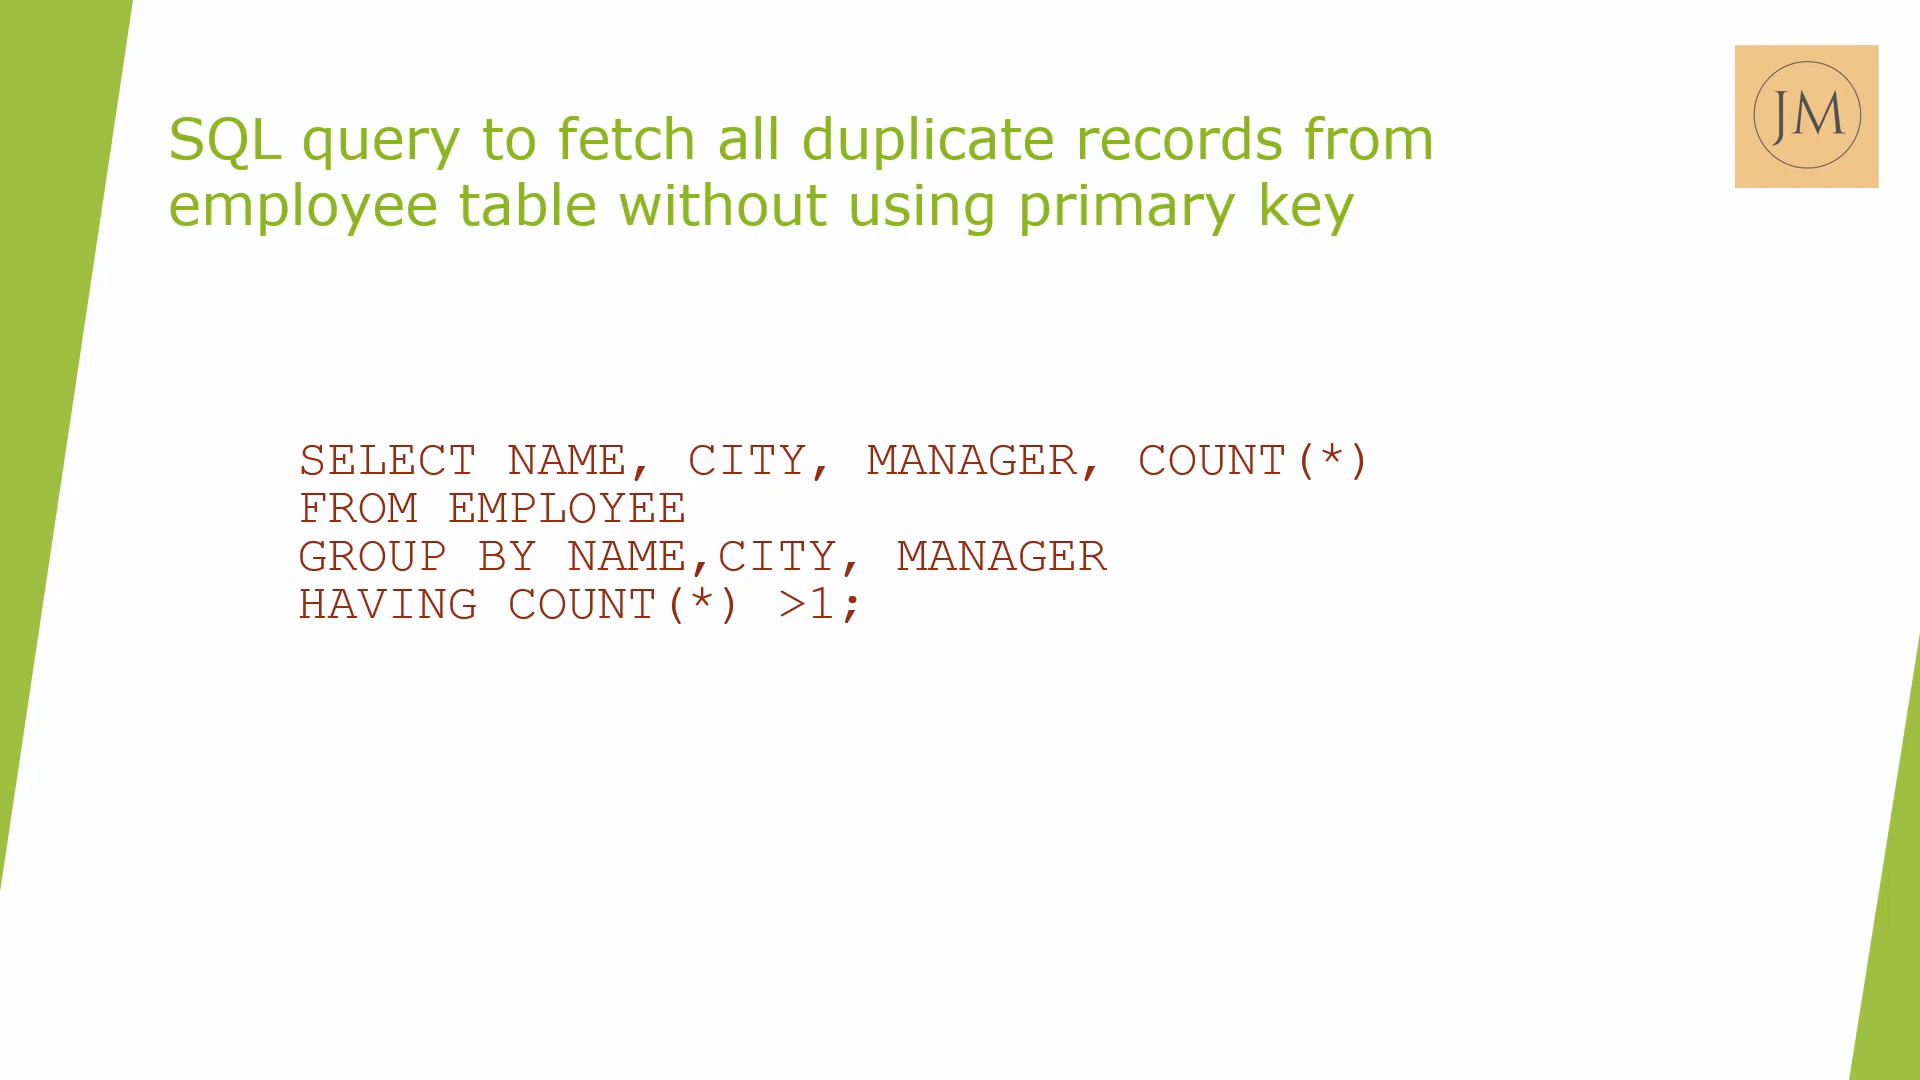 JM
SQL query to fetch all duplicate records from
employee table without using primary key
SELECT NAME, CITY, MANAGER, COUNT(*)
FROM EMPLOYEE
GROUP BY NAME,CITY, MANAGER
HAVING COUNT(*) >1;